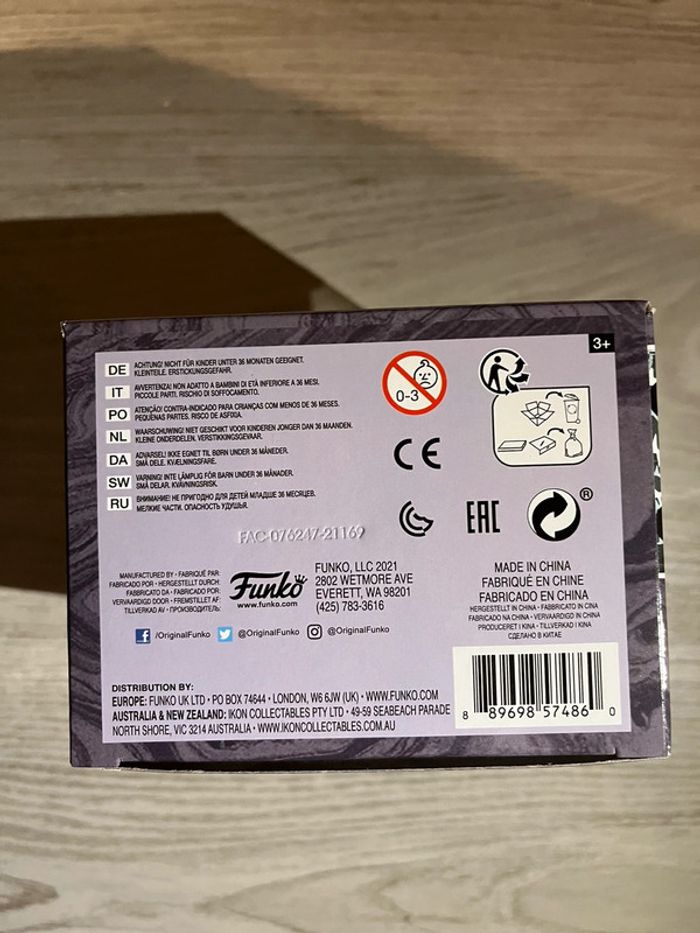 3+
DE ACHTUNG! NICHT FÜR KINDER UNTER 36 MONATEN GEEIGNET.
KLEINTEILE. ERSTICKUNGSGEFAHR.
IT AVVERTENZA! NON ADATTO A BAMBINI DI ETÀ INFERIORE A 36 MESI.
PICCOLE PARTI. RISCHIO DI SOFFOCAMENTO.
PO ATENÇÃO! CONTRA-INDICADO PARA CRIANÇAS COM MENOS DE 36 MESES.
PEQUENAS PARTES. RISCO DE ASFIXIA.
NL WAARSCHUWING! NIET GESCHIKT VOOR KINDEREN JONGER DAN 36 MAANDEN.
KLEINE ONDERDELEN. VERSTIKKINGSGEVAAR.
DA ADVARSEL! IKKE EGNET TIL BØRN UNDER 36 MÅNEDER.
SMÅ DELE. KVÆLNINGSFARE.
SW VARNING! INTE LÄMPLIG FÖR BARN UNDER 36 MÅNADER.
SMÅ DELAR. KVÄVNINGSRISK.
RU ВНИМАНИЕ! НЕ ПРИГОДНО ДЛЯ ДЕТЕЙ МЛАДШЕ 36 МЕСЯЦЕВ.
МЕЛКИЕ ЧАСТИ. ОПАСНОСТЬ УДУШЬЯ.
0-3
CE
EAC
®
FAC-076247-21169
MANUFACTURED BY • FABRIQUÉ PAR:
FABRICADO POR • HERGESTELLT DURCH:
FABBRICATO DA • FABRICADO POR:
VERVAARDIGD DOOR • FREMSTILLET AF:
TILLVERKAD AV • ПРОИЗВОДИТЕЛЬ:
Funko
www.funko.com
FUNKO, LLC 2021
2802 WETMORE AVE
EVERETT, WA 98201
(425) 783-3616
/OriginalFunko @OriginalFunko @OriginalFunko
MADE IN CHINA
FABRIQUÉ EN CHINE
FABRICADO EN CHINA
HERGESTELLT IN CHINA • FABBRICATO IN CINA
FABRICADO NA CHINA • VERVAARDIGD IN CHINA
PRODUCERET I KINA • TILLVERKAD I KINA
СДЕЛАНО В КИТАЕ
DISTRIBUTION BY:
EUROPE: FUNKO UK LTD • PO BOX 74644 • LONDON, W6 6JW (UK) • WWW.FUNKO.COM
AUSTRALIA & NEW ZEALAND: IKON COLLECTABLES PTY LTD • 49-59 SEABEACH PARADE
NORTH SHORE, VIC 3214 AUSTRALIA • WWW.IKONCOLLECTABLES.COM.AU
8 89698 57486 0